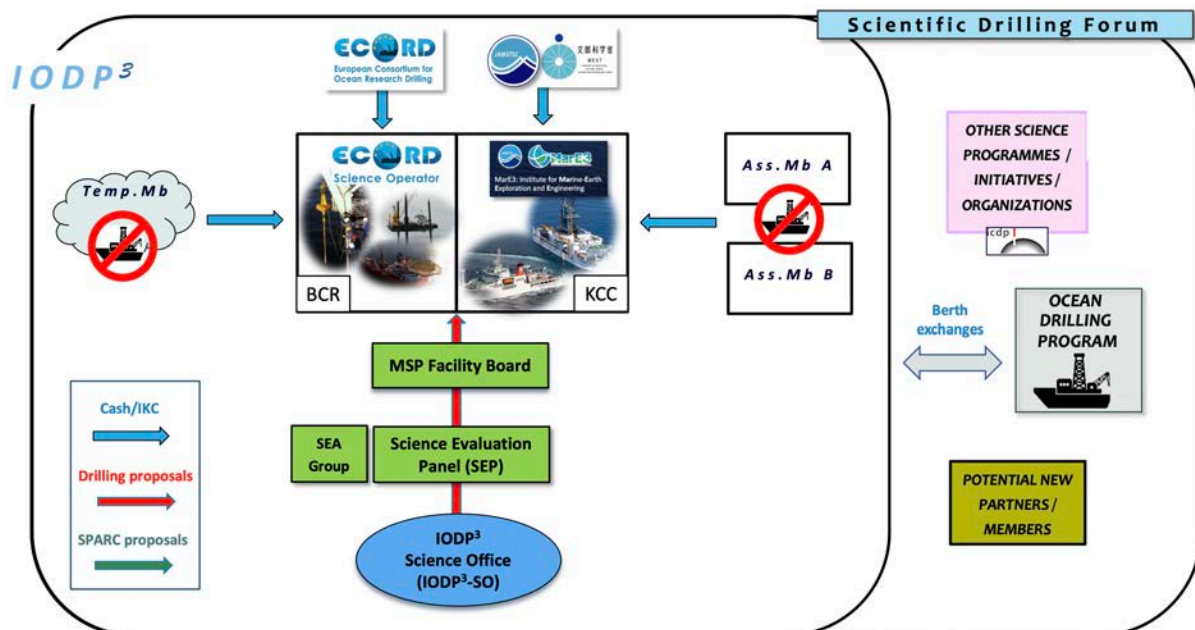 Scientific Drilling Forum
IODP³
ECORD
European Consortium for
Ocean Research Drilling
JAMSTEC
文部科学省
MEXT
ECORD
Science Operator
MarE3
MarE3: Institute for Marine-Earth
Exploration and Engineering
BCR
KCC
Temp.Mb
Ass.Mb A
Ass.Mb B
OTHER SCIENCE
PROGRAMMES /
INITIATIVES /
ORGANIZATIONS
icdp
Berth
exchanges
OCEAN
DRILLING
PROGRAM
POTENTIAL NEW
PARTNERS /
MEMBERS
MSP Facility Board
SEA
Group
Science Evaluation
Panel (SEP)
IODP³
Science Office
(IODP³-SO)
Cash/IKC
Drilling proposals
SPARC proposals